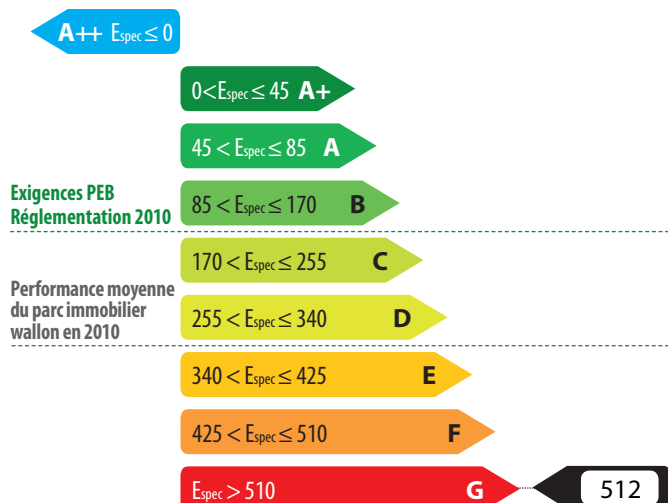 A++ Espec ≤ 0
0<Espec ≤ 45 A+
45 < Espec ≤ 85 A
Exigences PEB
Réglementation 2010
85 < Espec ≤ 170 B
170 < Espec ≤ 255 C
Performance moyenne
du parc immobilier
wallon en 2010
255 < Espec ≤ 340 D
340 < Espec ≤ 425 E
425 < Espec ≤ 510 F
Espec > 510 G 512